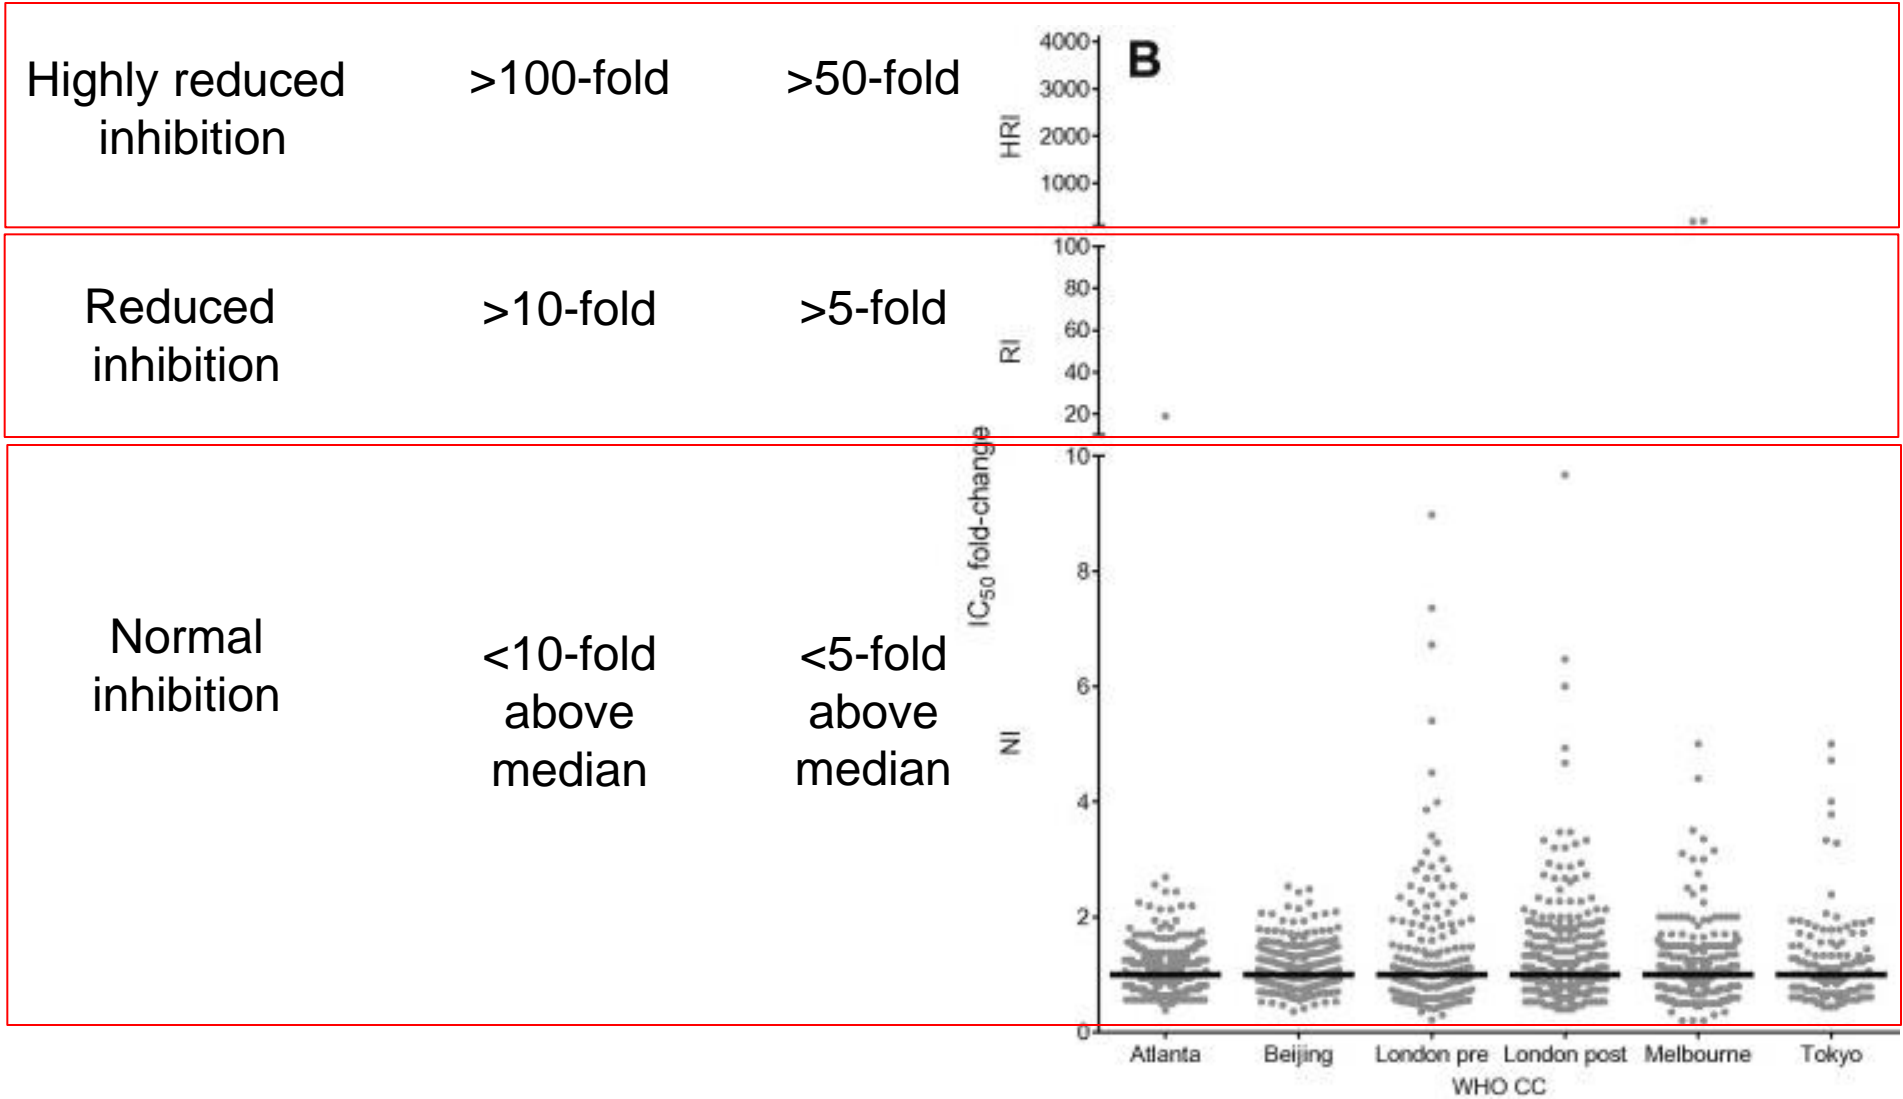 Highly reduced
inhibition
>100-fold
>50-fold
B
HRI
4000
3000
2000
1000
Reduced
inhibition
>10-fold
>5-fold
RI
100
80
60
40
20
Normal
inhibition
<10-fold
above
median
<5-fold
above
median
IC50 fold-change
NI
10
8
6
4
2
0
Atlanta Beijing London pre London post Melbourne Tokyo
WHO CC